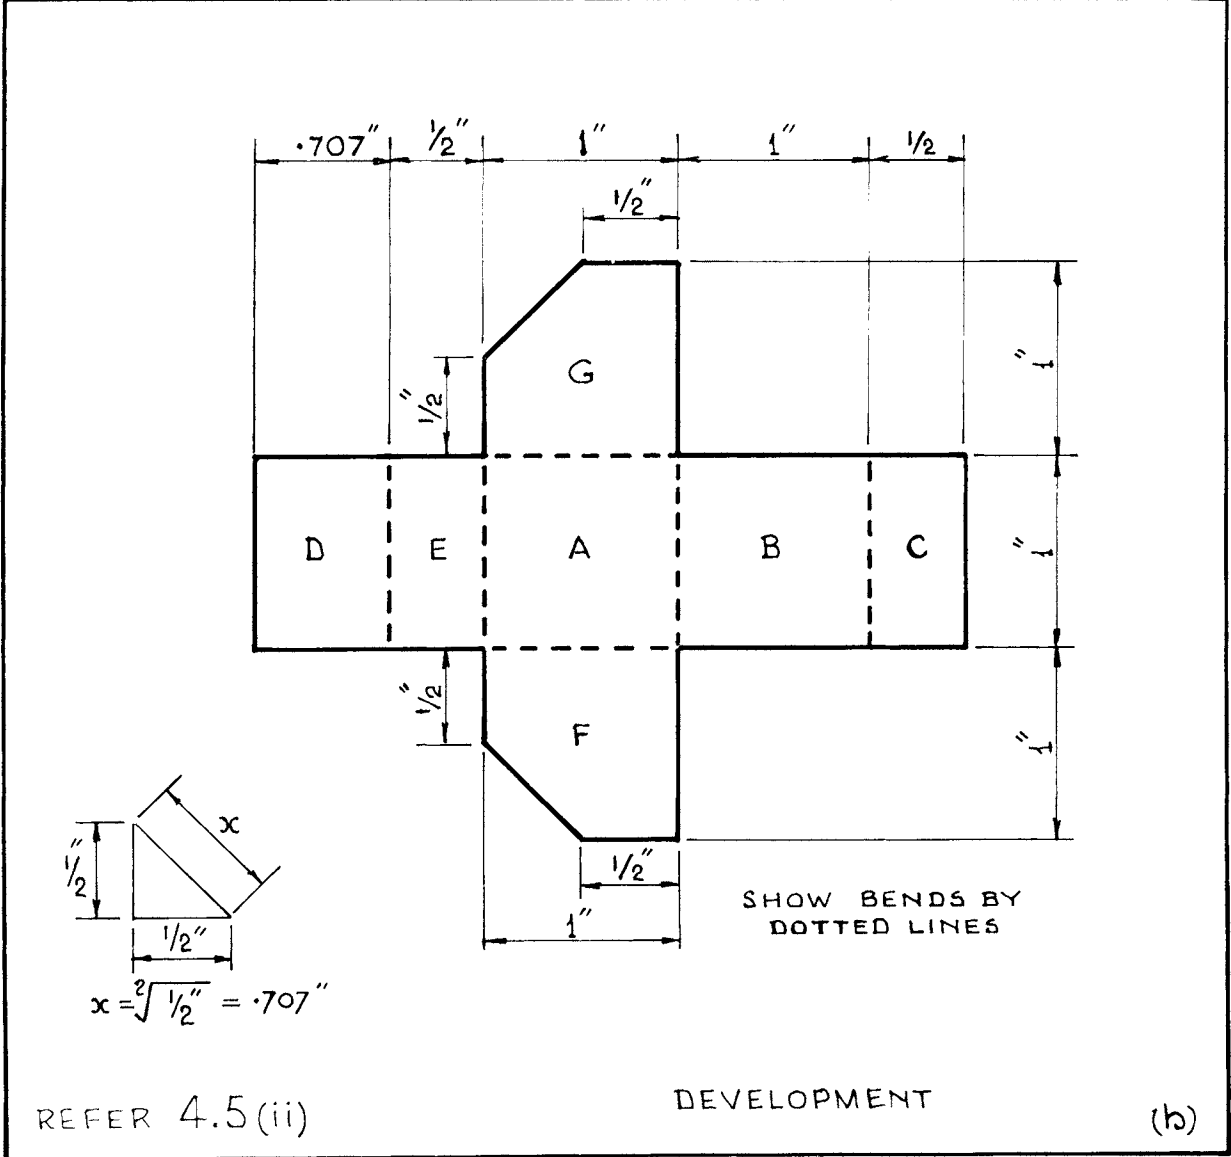 .707" ½" 1" 1" ½
½"
G
½" 1"
D E A B C
1"
½"
F
1"
½"
x
½"
½"
1"
SHOW BENDS BY
DOTTED LINES
½"
x = ²√½" = .707"
REFER 4.5(ii)
DEVELOPMENT
(b)